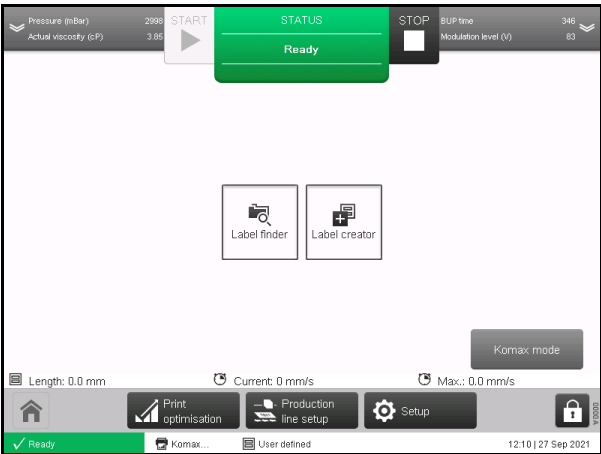 Pressure (mBar) 2998
Actual viscosity (cP) 3.85
START
STATUS
Ready
STOP
BUP time 346
Modulation level (V) 83
Label finder
Label creator
Komax mode
Length: 0.0 mm
Current: 0 mm/s
Max.: 0.0 mm/s
Print
optimisation
Production
line setup
Setup
0000A
Ready
Komax...
User defined
12:10 | 27 Sep 2021